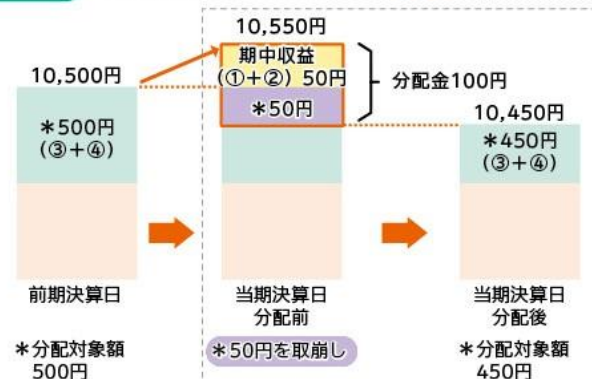 10,550円
10,500円
期中収益
(①+②) 50円
分配金100円
*50円
10,450円
*500円
(③+④)
*450円
(③+④)
前期決算日
当期決算日
分配前
当期決算日
分配後
*分配対象額
500円
*50円を取崩し
*分配対象額
450円